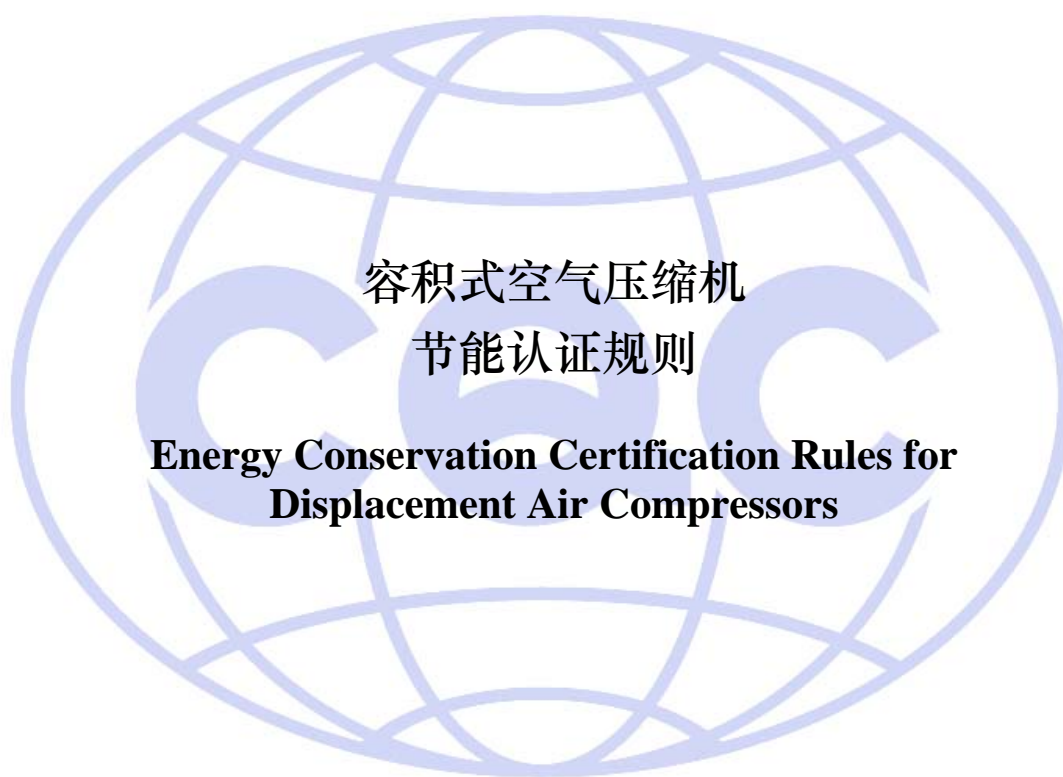 cqc
容积式空气压缩机
节能认证规则
Energy Conservation Certification Rules for
Displacement Air Compressors